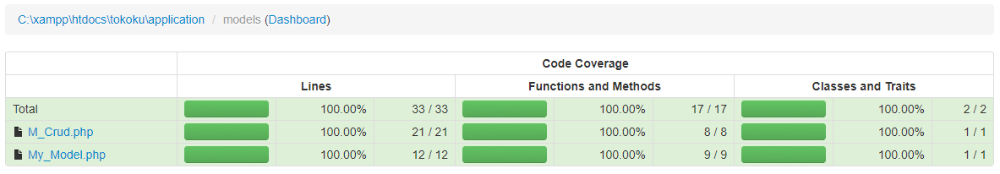 C:\xampp\htdocs\tokoku\application / models (Dashboard)
Code Coverage
Lines Functions and Methods Classes and Traits
Total 100.00% 33 / 33 100.00% 17 / 17 100.00% 2 / 2
M_Crud.php 100.00% 21 / 21 100.00% 8 / 8 100.00% 1 / 1
My_Model.php 100.00% 12 / 12 100.00% 9 / 9 100.00% 1 / 1